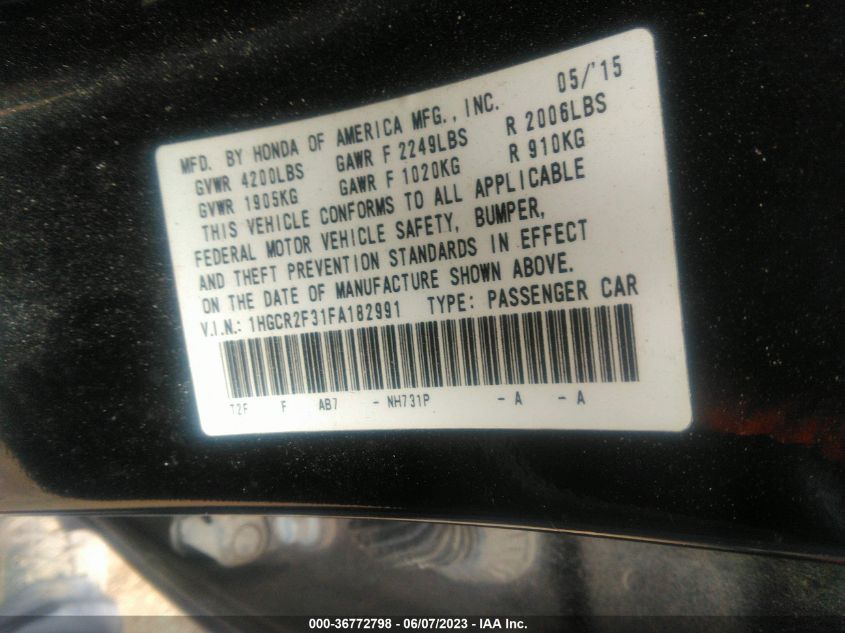 05/'15
MFD. BY HONDA OF AMERICA MFG., INC.
GVWR 4200LBS GAWR F 2249LBS R 2006LBS
GVWR 1905KG GAWR F 1020KG R 910KG
THIS VEHICLE CONFORMS TO ALL APPLICABLE
FEDERAL MOTOR VEHICLE SAFETY, BUMPER,
AND THEFT PREVENTION STANDARDS IN EFFECT
ON THE DATE OF MANUFACTURE SHOWN ABOVE.
V.I.N.: 1HGCR2F31FA182991 TYPE: PASSENGER CAR
T2F F AB7 - NH731P - A - A
000-36772798 - 06/07/2023 - IAA Inc.